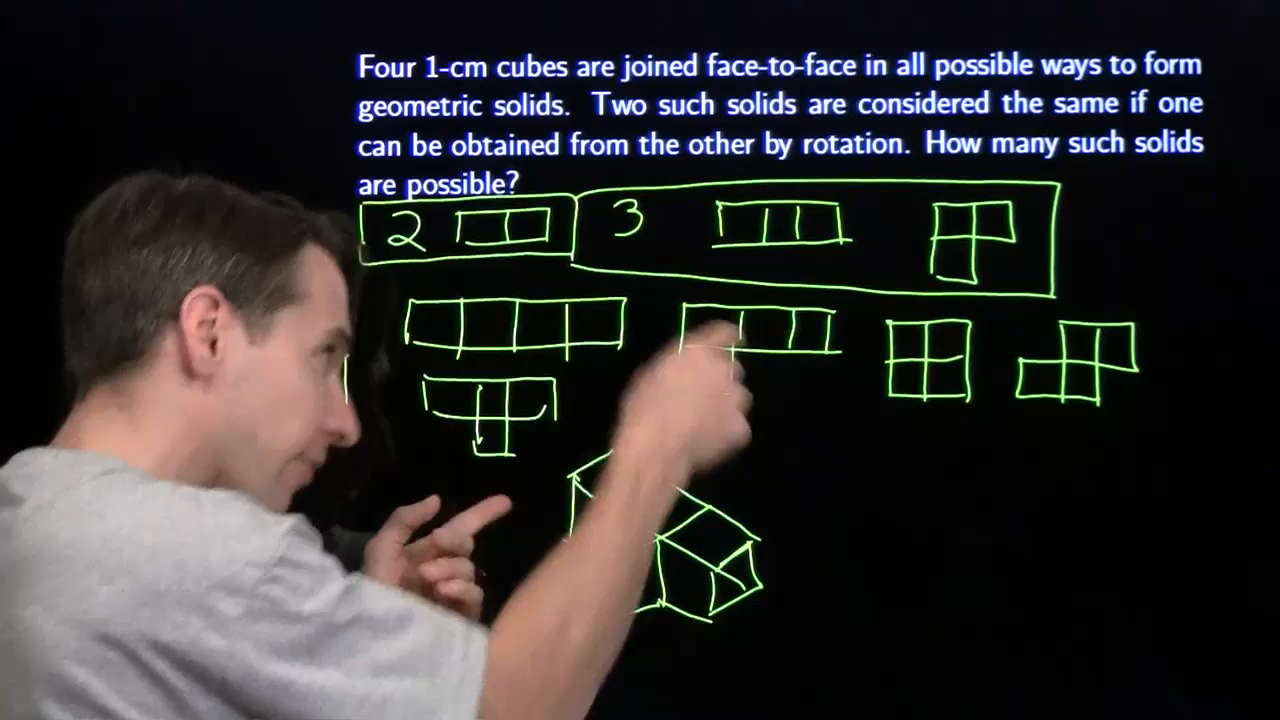 Four 1-cm cubes are joined face-to-face in all possible ways to form
geometric solids. Two such solids are considered the same if one
can be obtained from the other by rotation. How many such solids
are possible?
2 3